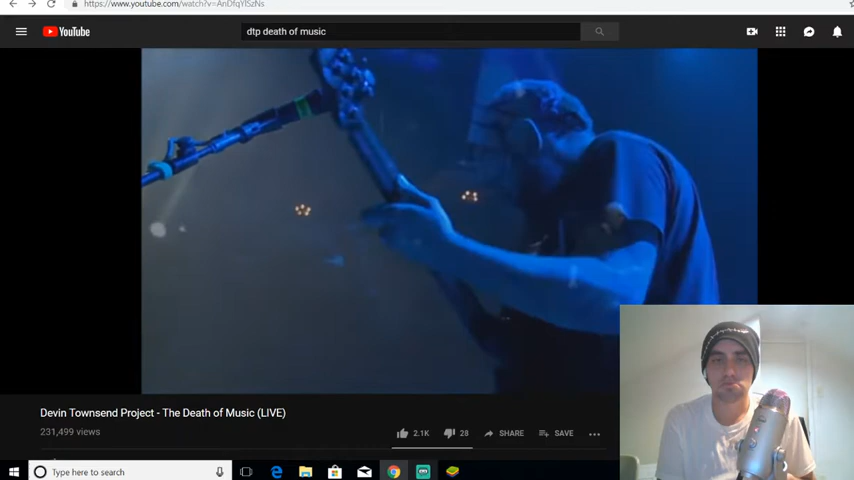 https://www.youtube.com/watch?v=AnDfqYlSzNs
YouTube
dtp death of music
Devin Townsend Project - The Death of Music (LIVE)
231,499 views
2.1K
28
SHARE
SAVE
Type here to search